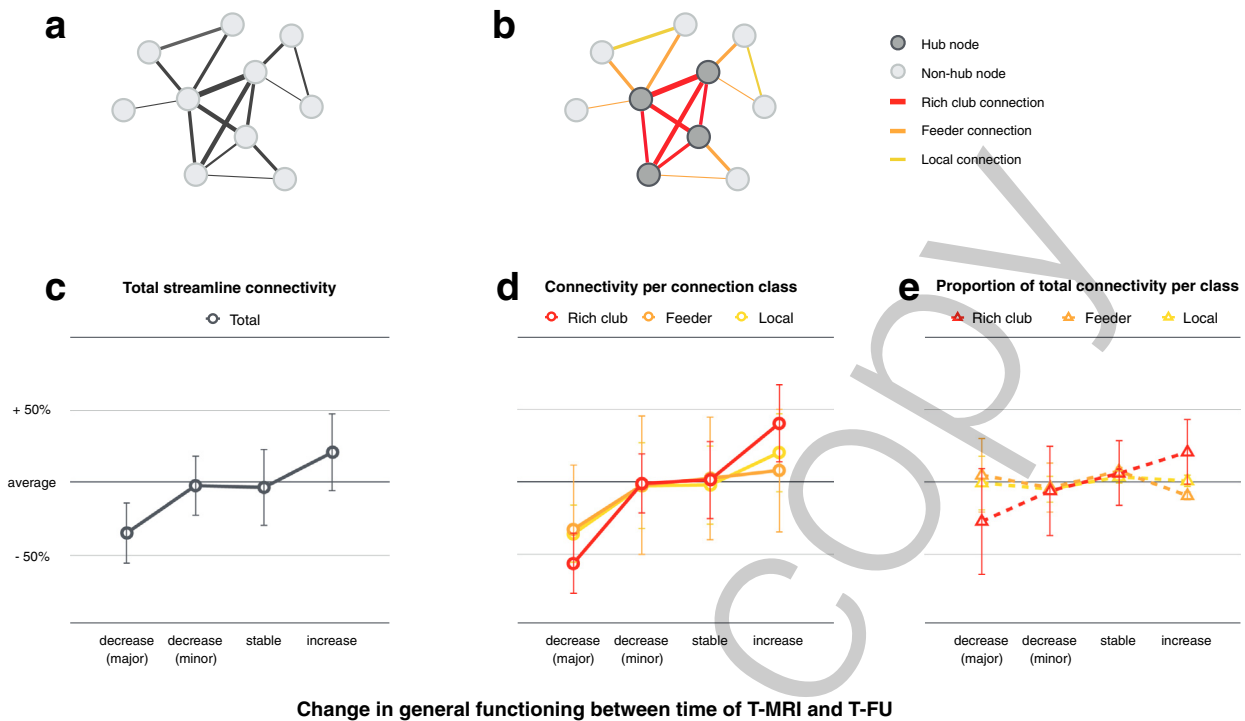 a
b
Hub node
Non-hub node
Rich club connection
Feeder connection
Local connection
c
Total streamline connectivity
Total
+ 50%
average
- 50%
decrease (major)
decrease (minor)
stable
increase
d
Connectivity per connection class
Rich club
Feeder
Local
decrease (major)
decrease (minor)
stable
increase
e
Proportion of total connectivity per class
Rich club
Feeder
Local
decrease (major)
decrease (minor)
stable
increase
copy
Change in general functioning between time of T-MRI and T-FU